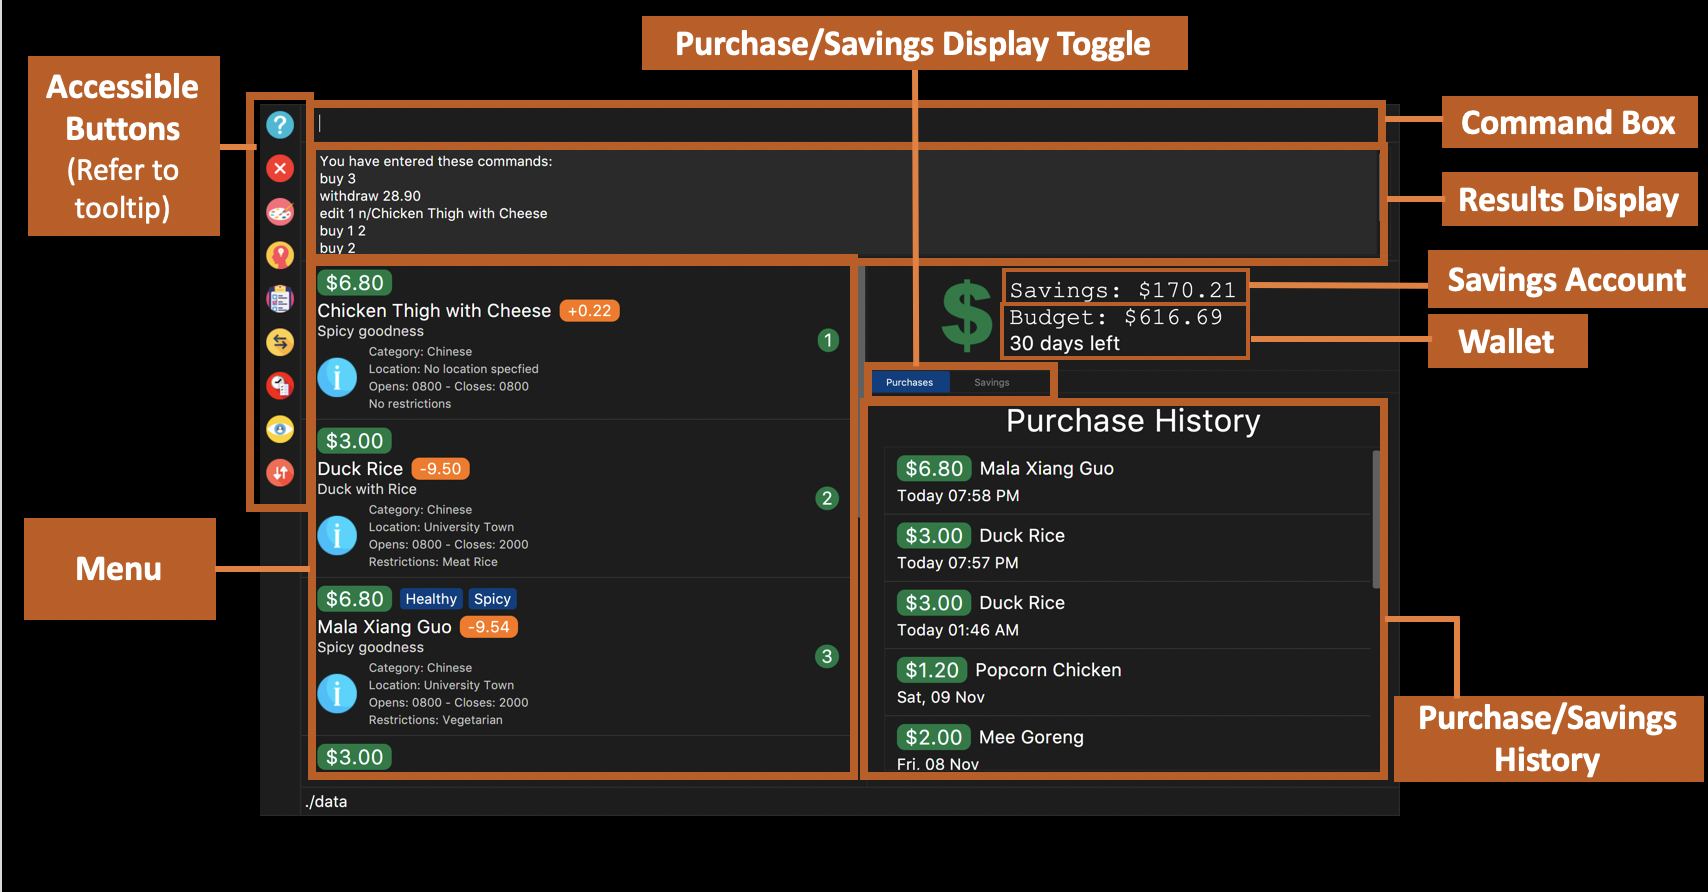 Purchase/Savings Display Toggle
Accessible
Buttons
(Refer to
tooltip)
?
Command Box
You have entered these commands:
buy 3
withdraw 28.90
edit 1 n/Chicken Thigh with Cheese
buy 1 2
buy 2
Results Display
$6.80
Chicken Thigh with Cheese +0.22
Spicy goodness
1
i
Category: Chinese
Location: No location specfied
Opens: 0800 - Closes: 0800
No restrictions
$3.00
Duck Rice -9.50
Duck with Rice
2
i
Category: Chinese
Location: University Town
Opens: 0800 - Closes: 2000
Restrictions: Meat Rice
$6.80 Healthy Spicy
Mala Xiang Guo -9.54
Spicy goodness
3
i
Category: Chinese
Location: University Town
Opens: 0800 - Closes: 2000
Restrictions: Vegetarian
$3.00
Menu
$
Savings: $170.21
Budget: $616.69
30 days left
Savings Account
Wallet
Purchases Savings
Purchase History
$6.80 Mala Xiang Guo
Today 07:58 PM
$3.00 Duck Rice
Today 07:57 PM
$3.00 Duck Rice
Today 01:46 AM
$1.20 Popcorn Chicken
Sat, 09 Nov
$2.00 Mee Goreng
Fri, 08 Nov
Purchase/Savings
History
./data